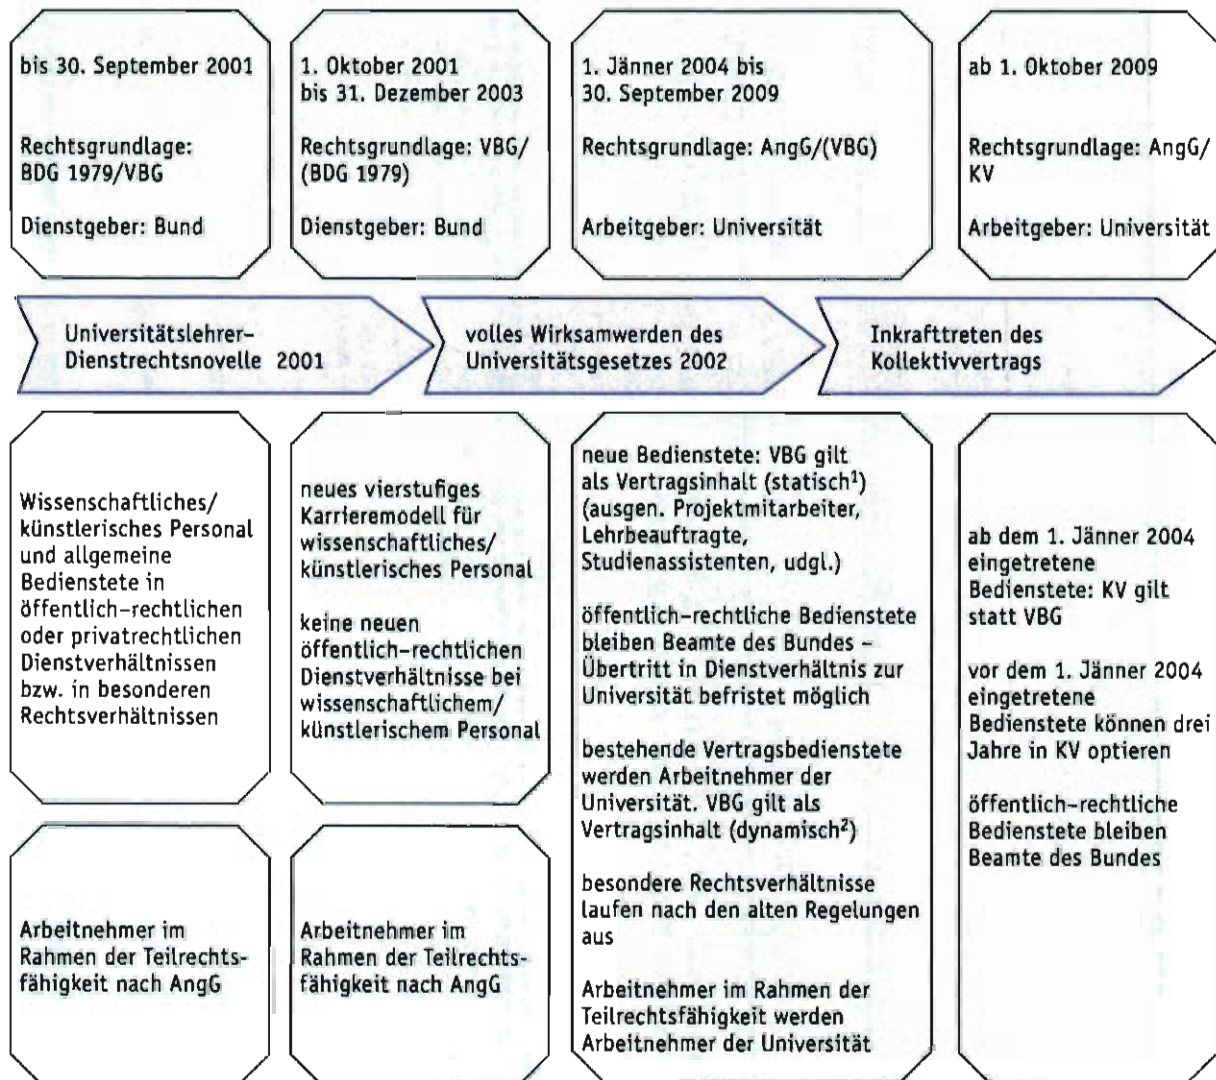 bis 30. September 2001
Rechtsgrundlage:
BDG 1979/VBG
Dienstgeber: Bund
1. Oktober 2001
bis 31. Dezember 2003
Rechtsgrundlage: VBG/
(BDG 1979)
Dienstgeber: Bund
1. Jänner 2004 bis
30. September 2009
Rechtsgrundlage: AngG/(VBG)
Arbeitgeber: Universität
ab 1. Oktober 2009
Rechtsgrundlage: AngG/
KV
Arbeitgeber: Universität
Universitätslehrer-
Dienstrechtsnovelle 2001
volles Wirksamwerden des
Universitätsgesetzes 2002
Inkrafttreten des
Kollektivvertrags
Wissenschaftliches/
künstlerisches Personal
und allgemeine
Bedienstete in
öffentlich-rechtlichen
oder privatrechtlichen
Dienstverhältnissen
bzw. in besonderen
Rechtsverhältnissen
Arbeitnehmer im
Rahmen der Teilrechts-
fähigkeit nach AngG
neues vierstufiges
Karrieremodell für
wissenschaftliches/
künstlerisches Personal
keine neuen
öffentlich-rechtlichen
Dienstverhältnisse bei
wissenschaftlichem/
künstlerischem Personal
Arbeitnehmer im
Rahmen der Teilrechts-
fähigkeit nach AngG
neue Bedienstete: VBG gilt
als Vertragsinhalt (statisch¹)
(ausgen. Projektmitarbeiter,
Lehrbeauftragte,
Studienassistenten, udgl.)
öffentlich-rechtliche Bedienstete
bleiben Beamte des Bundes –
Übertritt in Dienstverhältnis zur
Universität befristet möglich
bestehende Vertragsbedienstete
werden Arbeitnehmer der
Universität. VBG gilt als
Vertragsinhalt (dynamisch²)
besondere Rechtsverhältnisse
laufen nach den alten Regelungen
aus
Arbeitnehmer im Rahmen der
Teilrechtsfähigkeit werden
Arbeitnehmer der Universität
ab dem 1. Jänner 2004
eingetretene
Bedienstete: KV gilt
statt VBG
vor dem 1. Jänner 2004
eingetretene
Bedienstete können drei
Jahre in KV optieren
öffentlich-rechtliche
Bedienstete bleiben
Beamte des Bundes